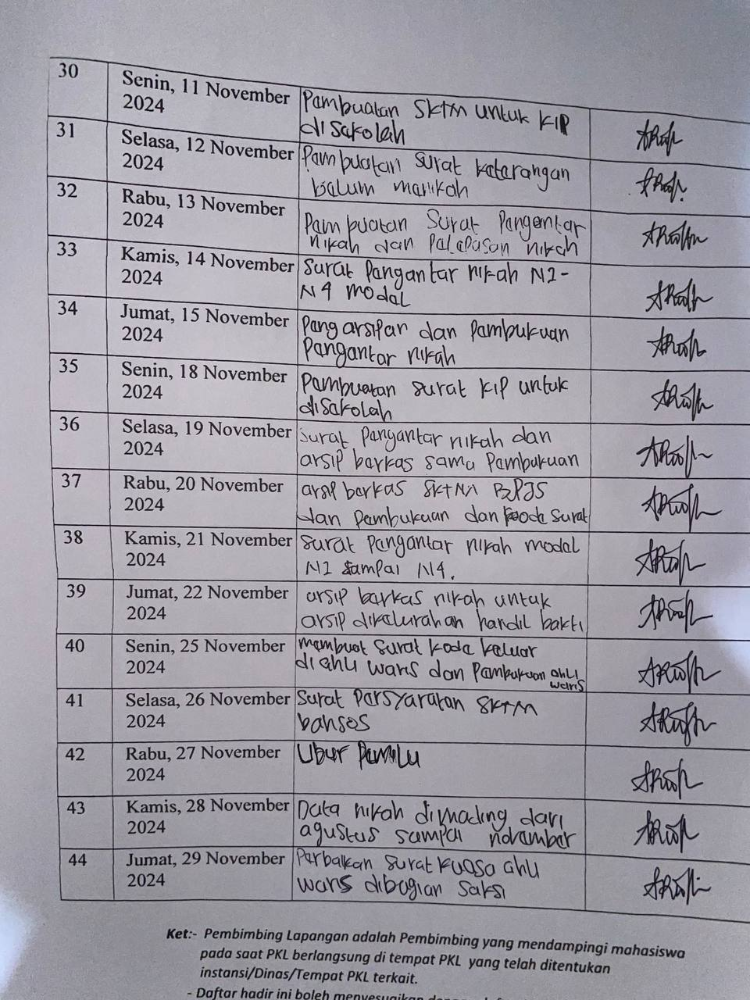 30
Senin, 11 November
2024
Pambuatan SKTM untuk KIP
disakolah
31
Selasa, 12 November
2024
Pambuatan surat katarangan
balum manikah
32
Rabu, 13 November
2024
Pambuatan Surat Pangantar
nikah dan Palapasan nikah
33
Kamis, 14 November
2024
Surat Pangantar nikah N1-
N4 modal
34
Jumat, 15 November
2024
Pangarsipan dan Pambukuan
Pangantar nikah
35
Senin, 18 November
2024
Pambuatan surat KIP untuk
disakolah
36
Selasa, 19 November
2024
Surat Pangantar nikah dan
arsip barkas sama Pambukuan
37
Rabu, 20 November
2024
arsip barkas SKTM BPJS
dan Pambukuan dan koda surat
38
Kamis, 21 November
2024
Surat Pangantar nikah modal
N1 sampai N4.
39
Jumat, 22 November
2024
arsip barkas nikah untuk
arsip dikalurahan handil bakti
40
Senin, 25 November
2024
mambuat surat koda kaluar
di ahli waris dan Pambukuan ahli
waris
41
Selasa, 26 November
2024
Surat Parsyaratan SKTM
bansos
42
Rabu, 27 November
2024
Libur Pamilu
43
Kamis, 28 November
2024
Data nikah dimading dari
agustus sampai novambar
44
Jumat, 29 November
2024
Parbaikan surat kuasa ahli
waris dibagian saksi
Ket:- Pembimbing Lapangan adalah Pembimbing yang mendampingi mahasiswa
pada saat PKL berlangsung di tempat PKL yang telah ditentukan
instansi/Dinas/Tempat PKL terkait.
- Daftar hadir ini boleh menyesuaikan